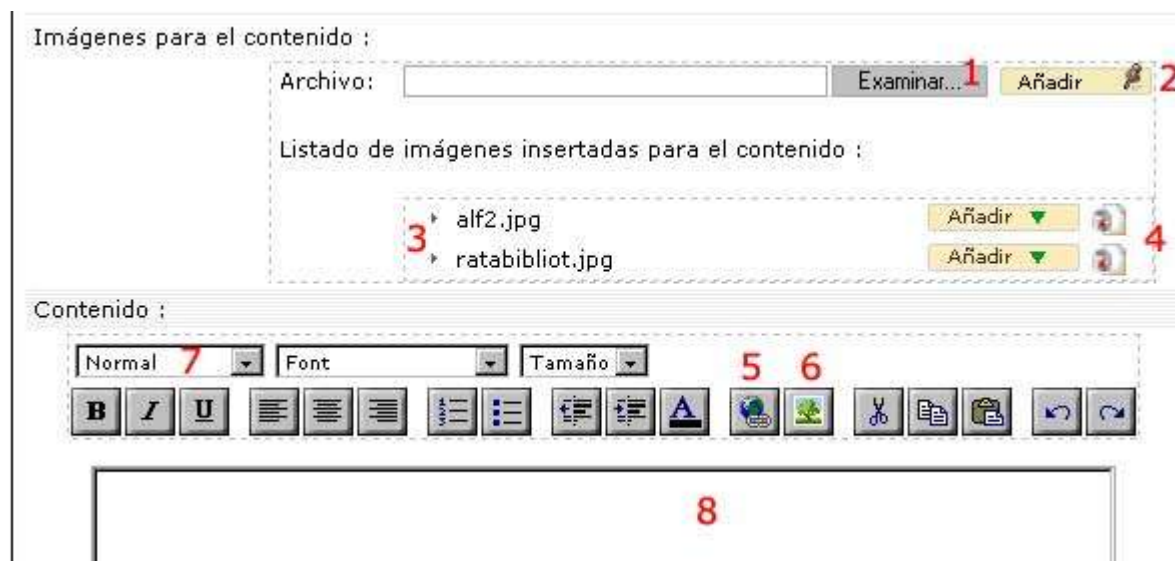 Imágenes para el contenido :
Archivo: Examinar... 1 Añadir 2
Listado de imágenes insertadas para el contenido :
3 alf2.jpg Añadir 4
ratabibliot.jpg Añadir
Contenido :
Normal 7 Font Tamaño 5 6
B I U A
8